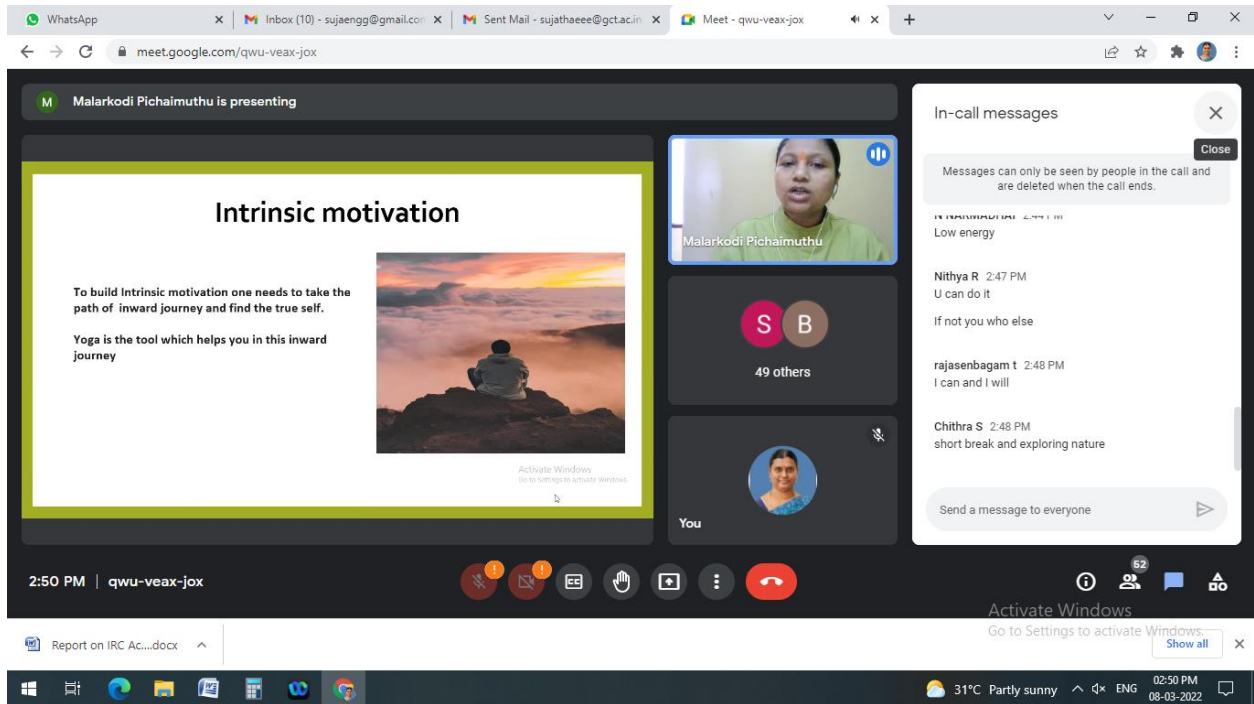 WhatsApp
Inbox (10) - sujaengg@gmail.con
Sent Mail - sujathaeee@gct.ac.in
Meet - qwu-veax-jox
meet.google.com/qwu-veax-jox
M Malarkodi Pichaimuthu is presenting
Intrinsic motivation
To build Intrinsic motivation one needs to take the
path of inward journey and find the true self.
Yoga is the tool which helps you in this inward
journey
Activate Windows
Go to Settings to activate Windows.
Malarkodi Pichaimuthu
S B
49 others
You
In-call messages
Close
Messages can only be seen by people in the call and
are deleted when the call ends.
2:44 PM
Low energy
Nithya R 2:47 PM
U can do it
If not you who else
rajasenbagam t 2:48 PM
I can and I will
Chithra S 2:48 PM
short break and exploring nature
Send a message to everyone
2:50 PM | qwu-veax-jox
CC
52
Activate Windows
Go to Settings to activate Windows.
Report on IRC Ac....docx
Show all
31°C Partly sunny
ENG
02:50 PM
08-03-2022